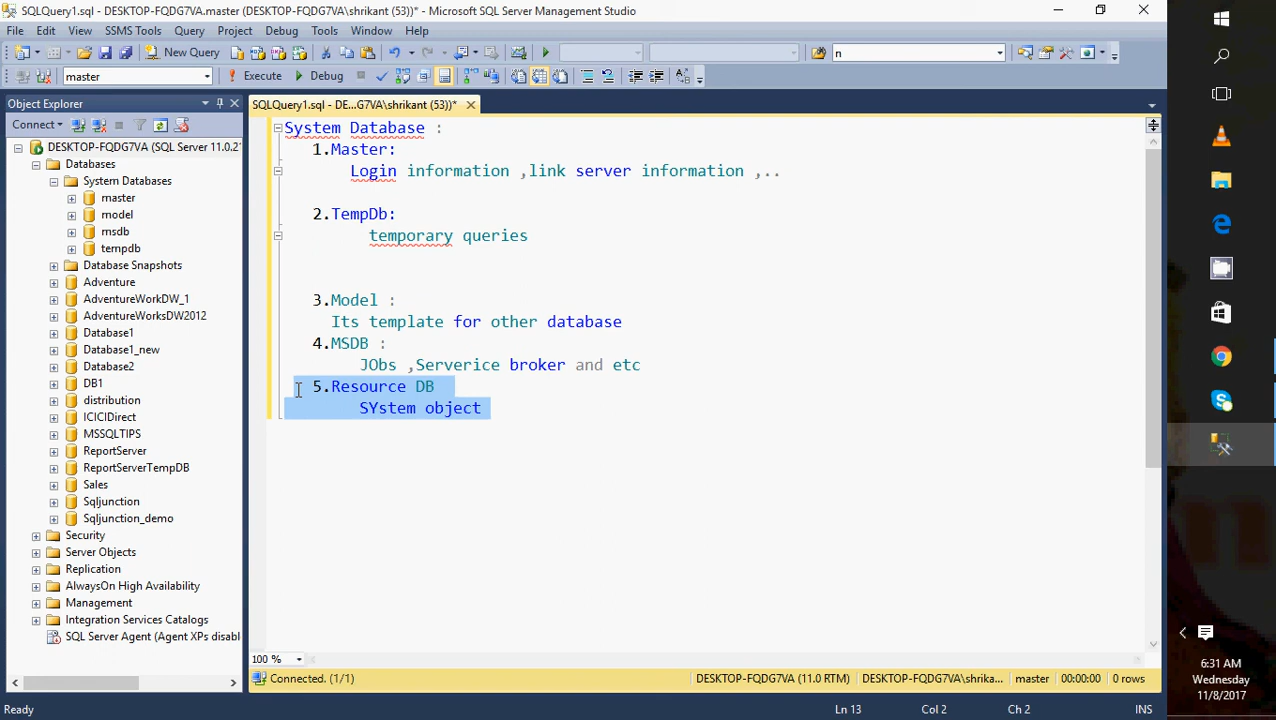 SQLQuery1.sql - DESKTOP-FQDG7VA.master (DESKTOP-FQDG7VA\shrikant (53))* - Microsoft SQL Server Management Studio
File Edit View SSMS Tools Query Project Debug Tools Window Help
New Query
n
master
Execute
Debug
Object Explorer
Connect
DESKTOP-FQDG7VA (SQL Server 11.0.21
Databases
System Databases
master
model
msdb
tempdb
Database Snapshots
Adventure
AdventureWorkDW_1
AdventureWorksDW2012
Database1
Database1_new
Database2
DB1
distribution
ICICIDirect
MSSQLTIPS
ReportServer
ReportServerTempDB
Sales
Sqljunction
Sqljunction_demo
Security
Server Objects
Replication
AlwaysOn High Availability
Management
Integration Services Catalogs
SQL Server Agent (Agent XPs disabl
SQLQuery1.sql - DE...G7VA\shrikant (53))*
System Database :
1.Master:
Login information ,link server information ,..
2.TempDb:
temporary queries
3.Model :
Its template for other database
4.MSDB :
JObs ,Serverice broker and etc
5.Resource DB
SYstem object
100 %
Connected. (1/1)
DESKTOP-FQDG7VA (11.0 RTM)
DESKTOP-FQDG7VA\shrika...
master
00:00:00
0 rows
Ready
Ln 13
Col 2
Ch 2
INS
6:31 AM
Wednesday
11/8/2017